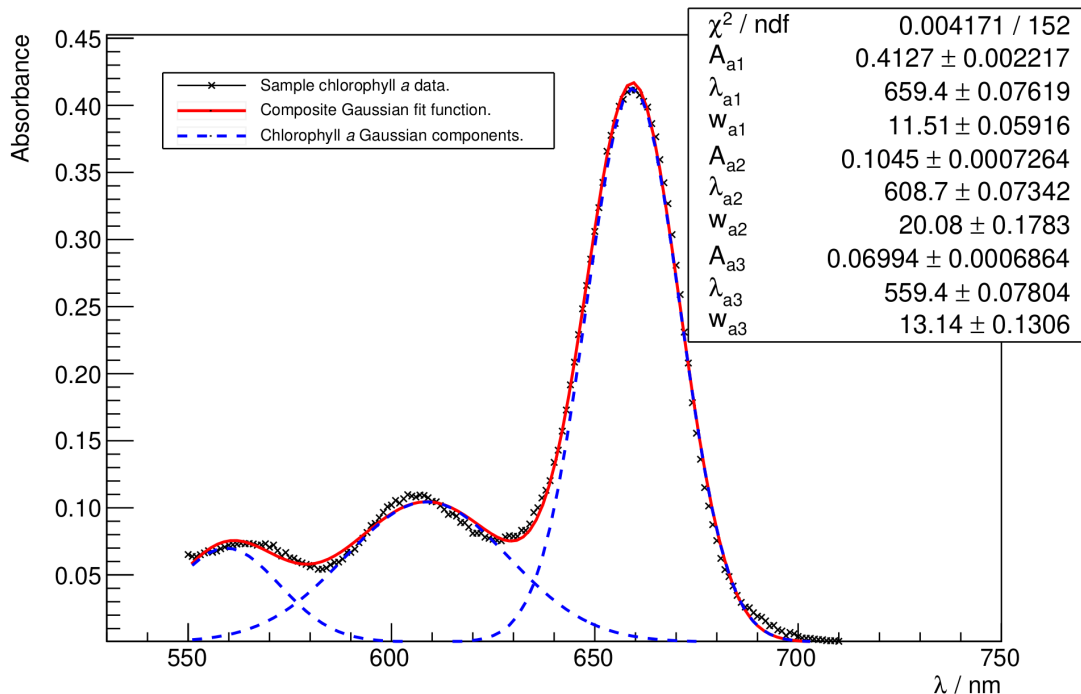 χ² / ndf 0.004171 / 152
A_a1 0.4127 ± 0.002217
λ_a1 659.4 ± 0.07619
w_a1 11.51 ± 0.05916
A_a2 0.1045 ± 0.0007264
λ_a2 608.7 ± 0.07342
w_a2 20.08 ± 0.1783
A_a3 0.06994 ± 0.0006864
λ_a3 559.4 ± 0.07804
w_a3 13.14 ± 0.1306
Sample chlorophyll a data.
Composite Gaussian fit function.
Chlorophyll a Gaussian components.
Absorbance
0.45
0.40
0.35
0.30
0.25
0.20
0.15
0.10
0.05
550 600 650 700 750
λ / nm